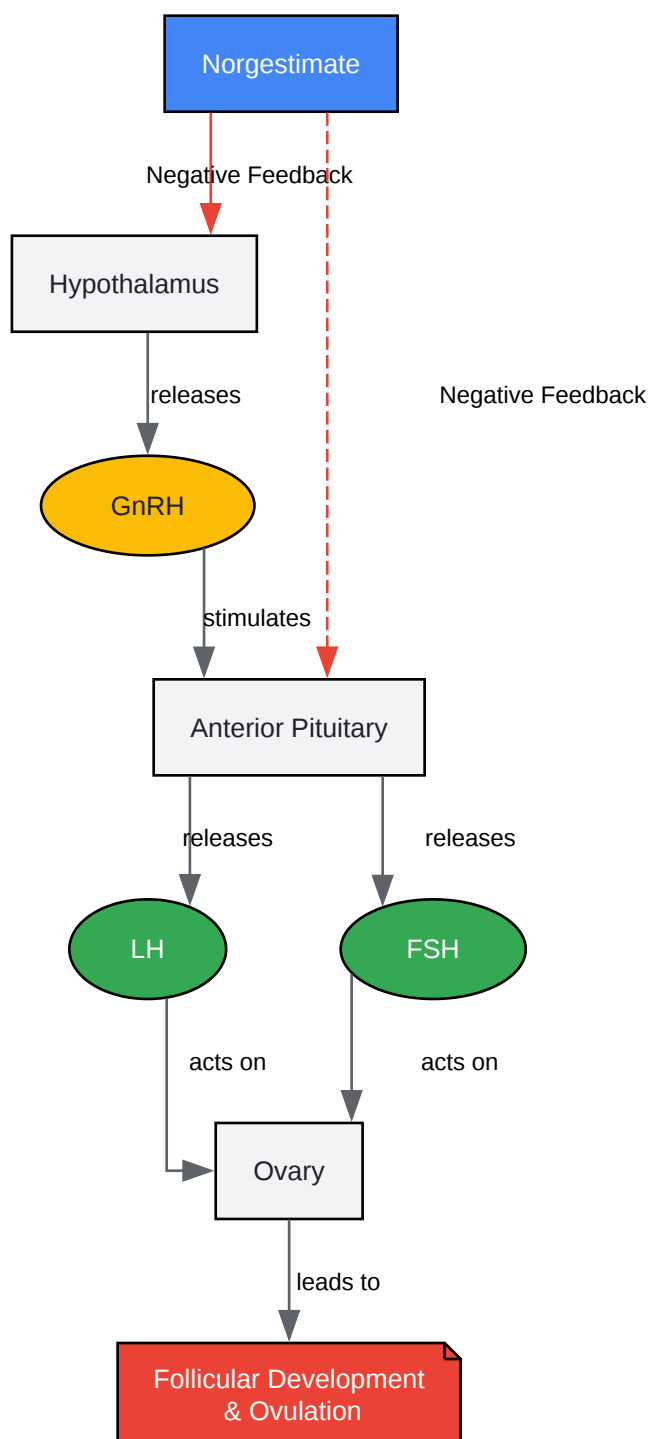 Norgestimate
Negative Feedback
Hypothalamus
releases
Negative Feedback
GnRH
stimulates
Anterior Pituitary
releases
releases
LH
FSH
acts on
acts on
Ovary
leads to
Follicular Development
& Ovulation